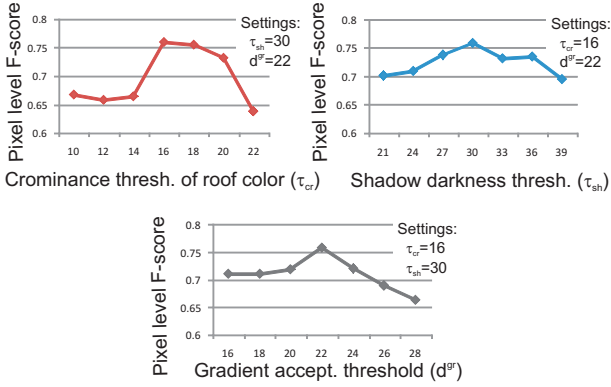 Pixel level F-score
0.8
0.75
0.7
0.65
0.6
Settings:
τsh=30
dgr=22
10 12 14 16 18 20 22
Crominance thresh. of roof color (τcr)
Pixel level F-score
0.8
0.75
0.7
0.65
0.6
Settings:
τcr=16
dgr=22
21 24 27 30 33 36 39
Shadow darkness thresh. (τsh)
Pixel level F-score
0.8
0.75
0.7
0.65
0.6
Settings:
τcr=16
τsh=30
16 18 20 22 24 26 28
Gradient accept. threshold (dgr)